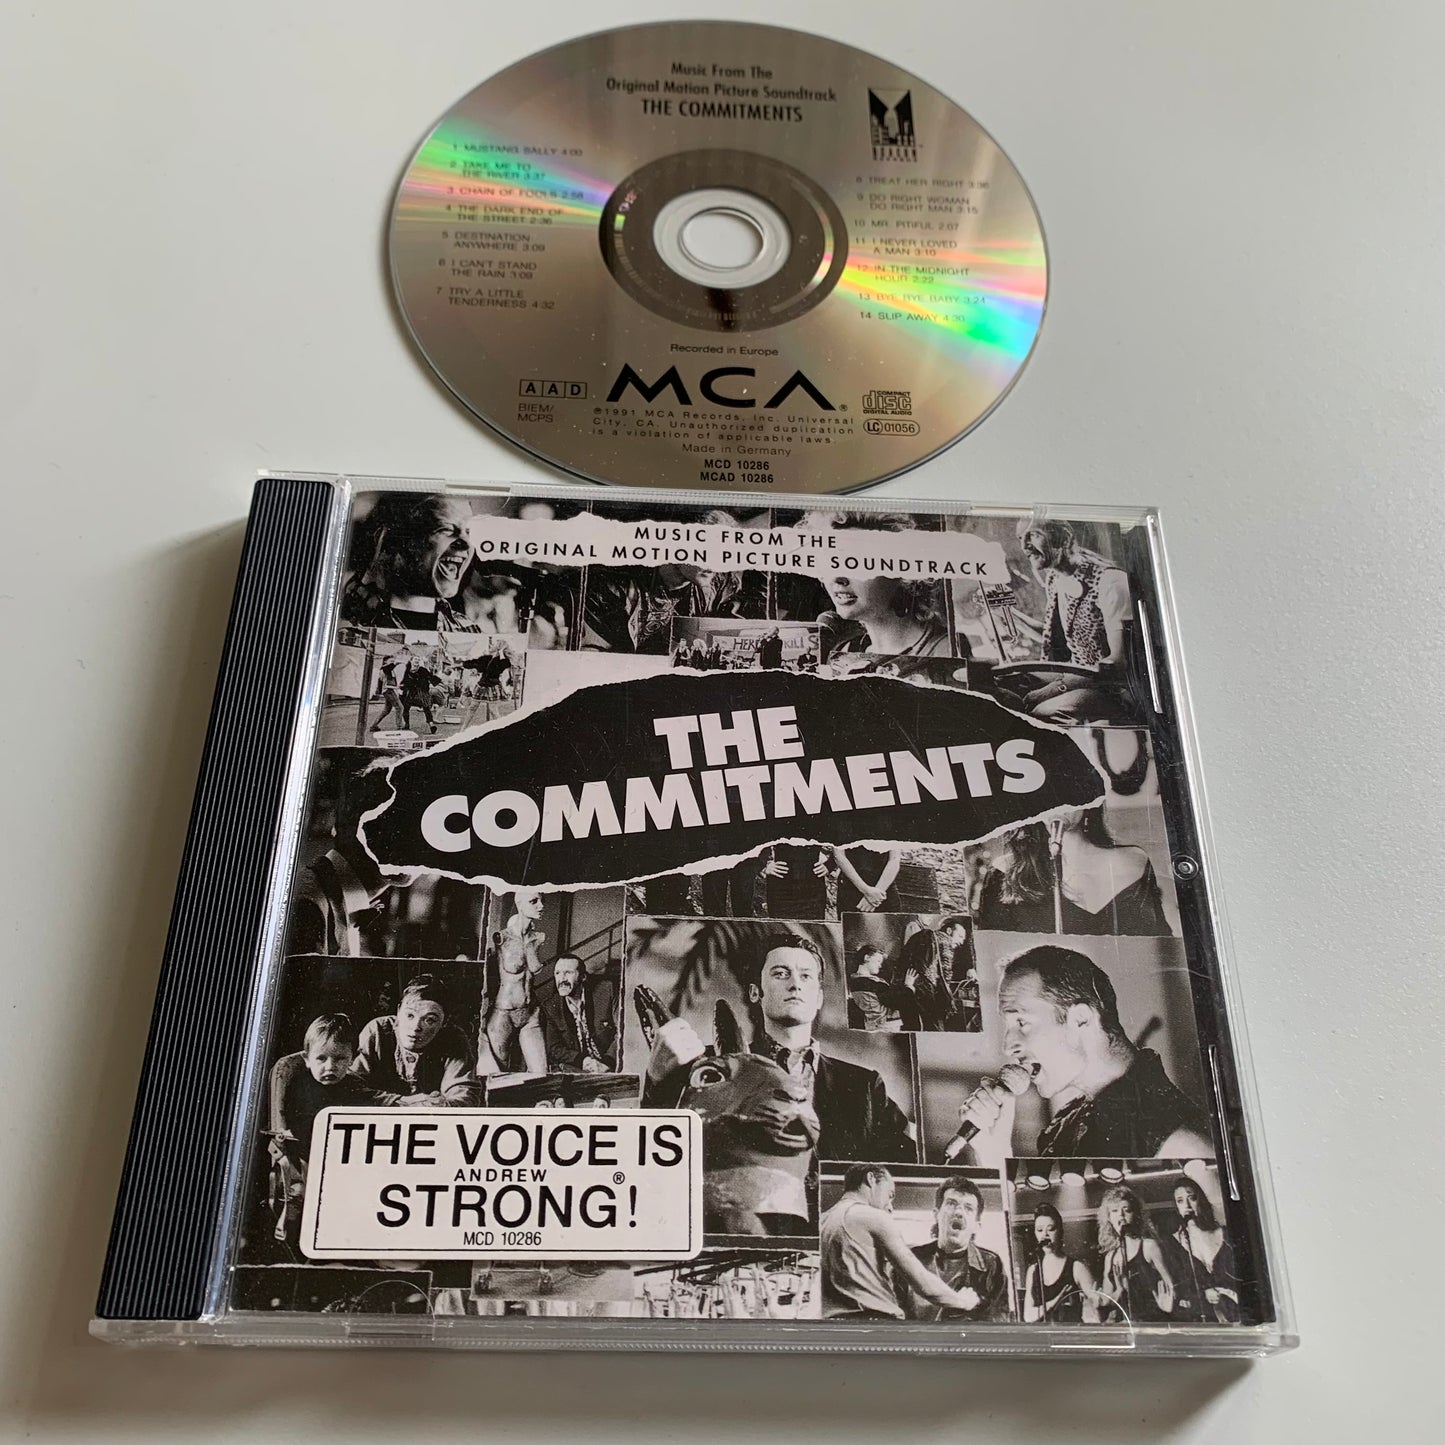 Music From The
Original Motion Picture Soundtrack
THE COMMITMENTS
BEACON
RECORDS
1 MUSTANG SALLY 4:00
2 TAKE ME TO
THE RIVER 3:37
3 CHAIN OF FOOLS 2:58
4 THE DARK END OF
THE STREET 2:36
5 DESTINATION
ANYWHERE 3:09
6 I CAN'T STAND
THE RAIN 3:09
7 TRY A LITTLE
TENDERNESS 4:32
8 TREAT HER RIGHT 3:36
9 DO RIGHT WOMAN
DO RIGHT MAN 3:15
10 MR. PITIFUL 2:07
11 I NEVER LOVED
A MAN 3:10
12 IN THE MIDNIGHT
HOUR 2:22
13 BYE BYE BABY 3:24
14 SLIP AWAY 4:30
Recorded in Europe
AAD
BIEM/
MCPS
MCA®
COMPACT
disc
DIGITAL AUDIO
LC 01056
℗1991 MCA Records, Inc. Universal
City, CA. Unauthorized duplication
is a violation of applicable laws.
Made in Germany
MCD 10286
MCAD 10286
MUSIC FROM THE
ORIGINAL MOTION PICTURE SOUNDTRACK
THE
COMMITMENTS
THE VOICE IS
ANDREW ®
STRONG!
MCD 10286